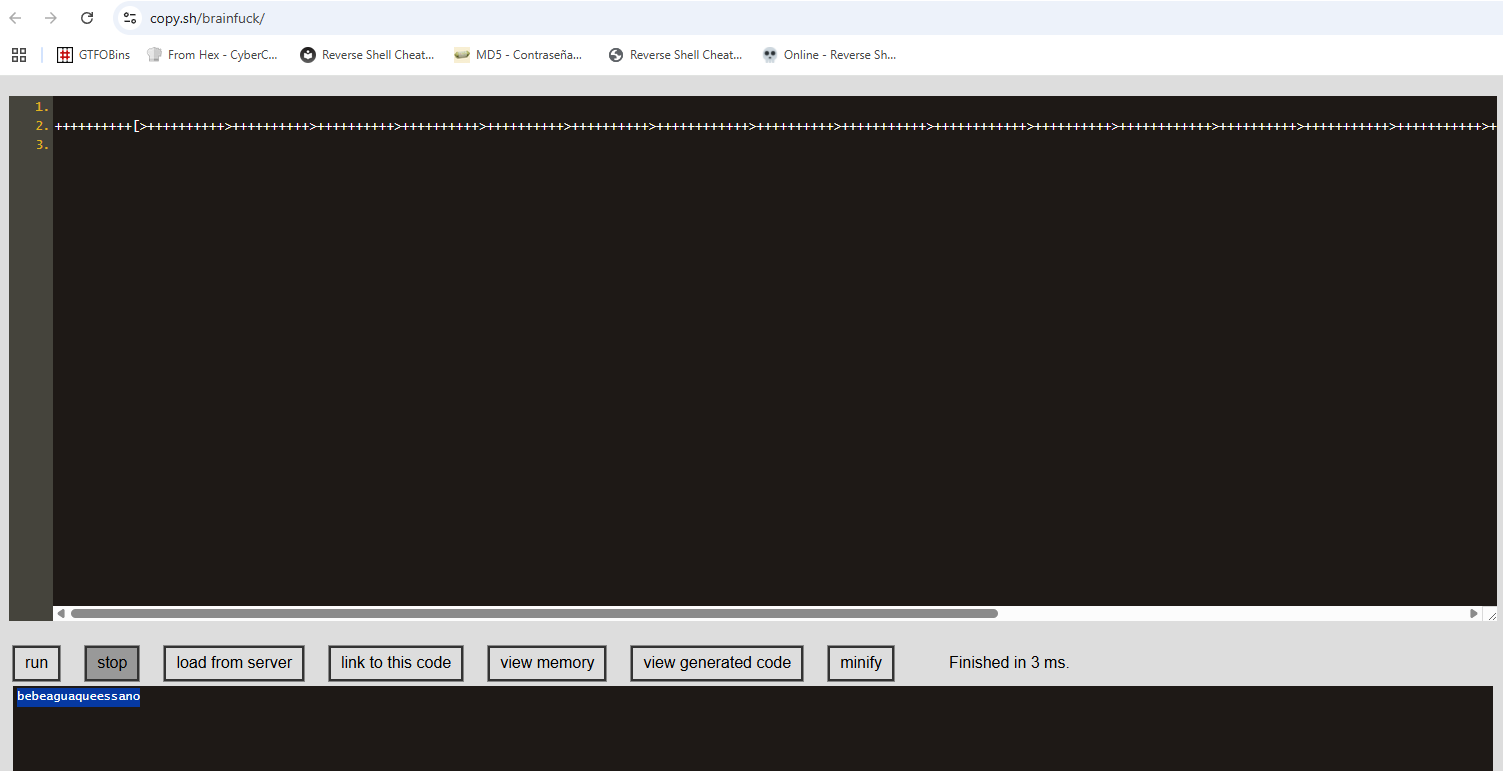 copy.sh/brainfuck/
GTFOBins
From Hex - CyberC...
Reverse Shell Cheat...
MD5 - Contraseña...
Reverse Shell Cheat...
Online - Reverse Sh...
1.
2. ++++++++++[>++++++++++>++++++++++>++++++++++>++++++++++>++++++++++>++++++++++>++++++++++++>++++++++++>+++++++++++>++++++++++++>++++++++++>++++++++++++>++++++++++>+++++++++++>+++++++++++>+
3.
run
stop
load from server
link to this code
view memory
view generated code
minify
Finished in 3 ms.
bebeaguaqueessano